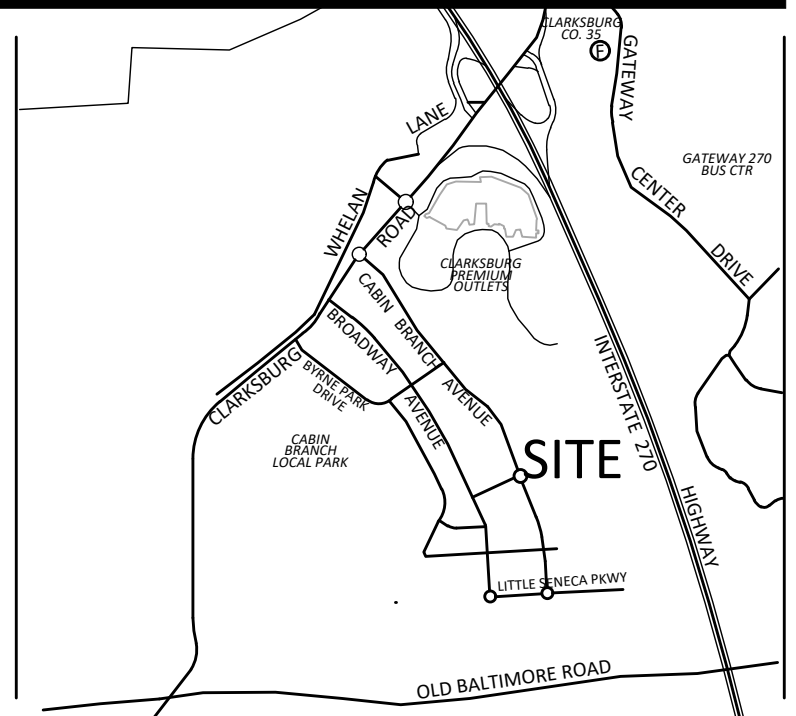 CLARKSBURG
CO. 35
F
GATEWAY
CENTER
DRIVE
GATEWAY 270
BUS CTR
LANE
WHELAN
ROAD
CLARKSBURG
CLARKSBURG
PREMIUM
OUTLETS
CABIN
BRANCH
AVENUE
BROADWAY
AVENUE
BYRNE PARK
DRIVE
CABIN
BRANCH
LOCAL PARK
SITE
INTERSTATE 270
HIGHWAY
LITTLE SENECA PKWY
OLD BALTIMORE ROAD